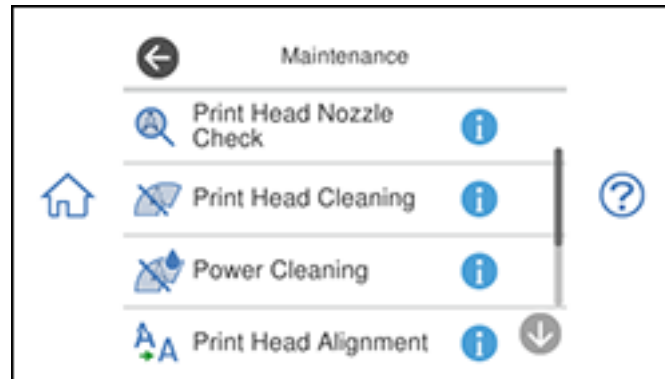 Maintenance
Print Head Nozzle
Check
Print Head Cleaning
Power Cleaning
Print Head Alignment